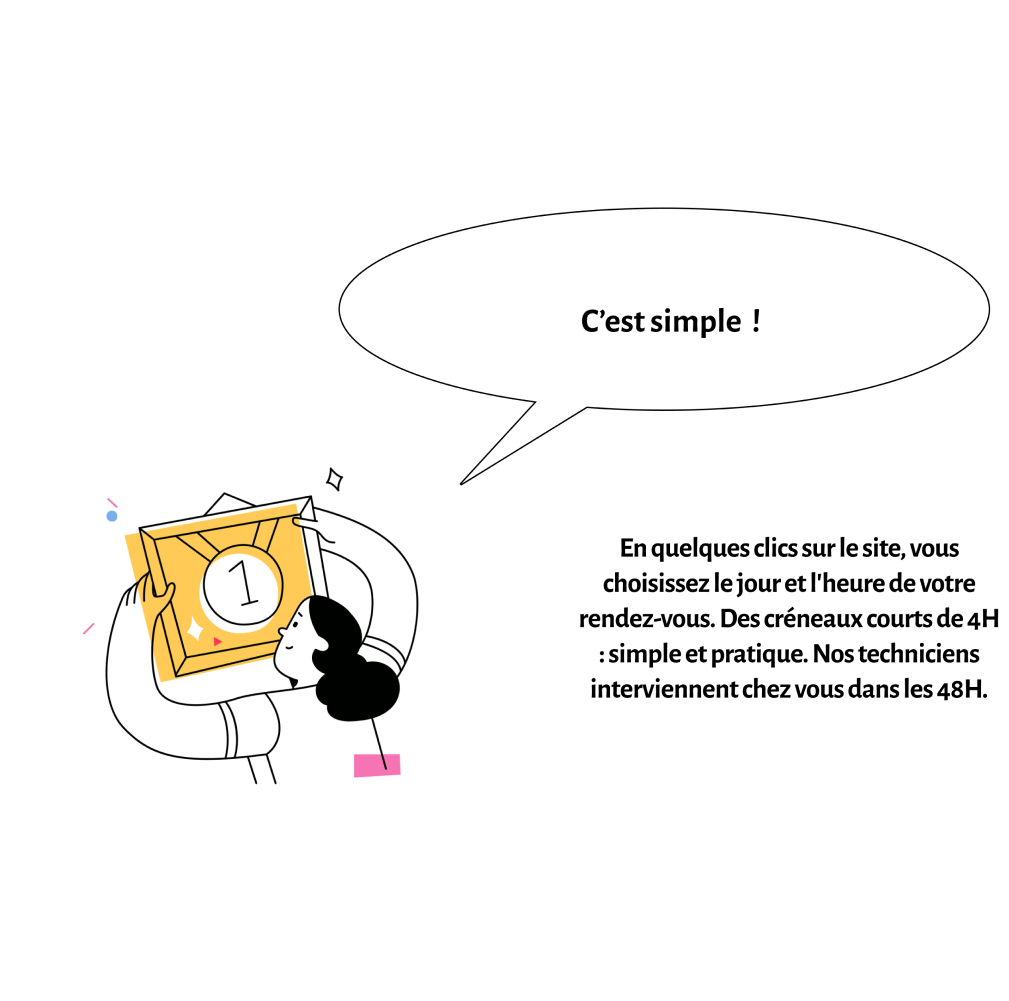 C’est simple !
1
En quelques clics sur le site, vous
choisissez le jour et l'heure de votre
rendez-vous. Des créneaux courts de 4H
: simple et pratique. Nos techniciens
interviennent chez vous dans les 48H.